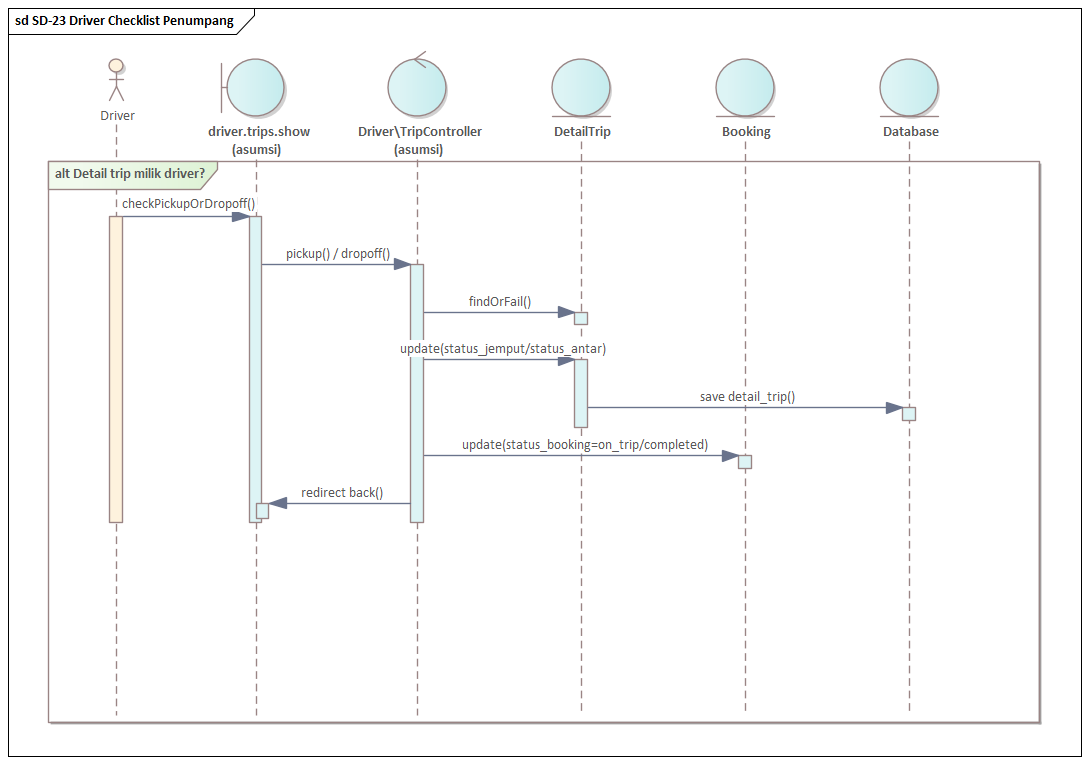 sd SD-23 Driver Checklist Penumpang
Driver
driver.trips.show
(asumsi)
Driver\TripController
(asumsi)
DetailTrip
Booking
Database
alt Detail trip milik driver?
checkPickupOrDropoff()
pickup() / dropoff()
findOrFail()
update(status_jemput/status_antar)
save detail_trip()
update(status_booking=on_trip/completed)
redirect back()